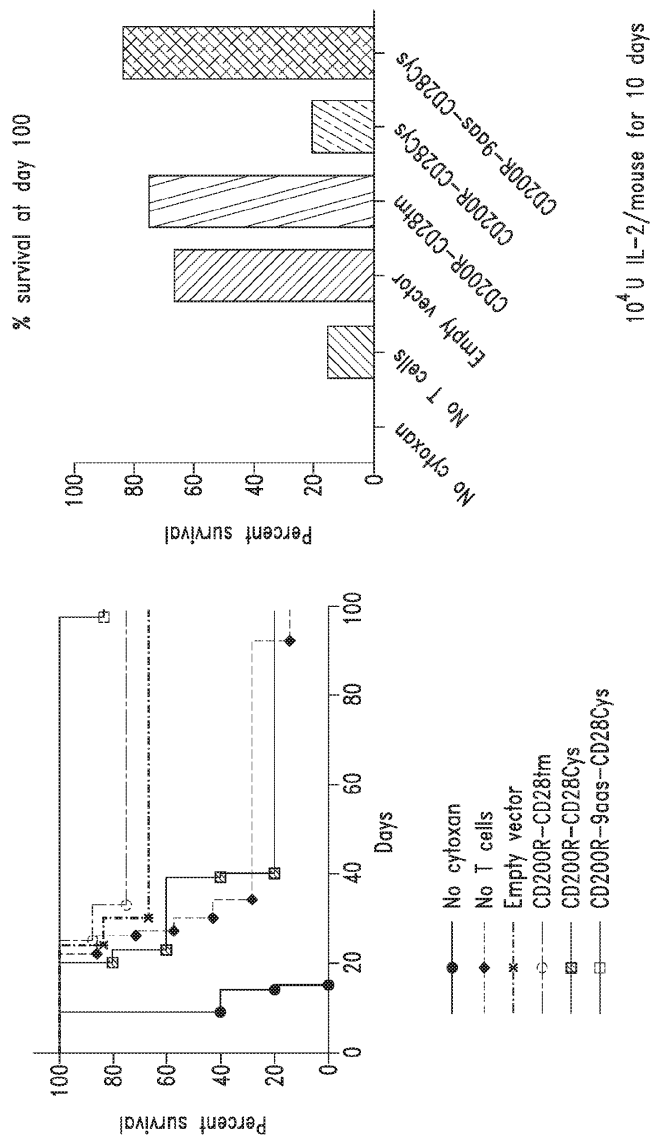 100
80
60
40
20
0
Percent survival
0
20
40
60
80
100
Days
No cytoxan
No T cells
Empty vector
CD200R-CD28tm
CD200R-CD28Cys
CD200R-9aas-CD28Cys
% survival at day 100
100
80
60
40
20
0
Percent survival
No cytoxan
No T cells
Empty vector
CD200R-CD28tm
CD200R-CD28Cys
CD200R-9aas-CD28Cys
10⁴U IL-2/mouse for 10 days